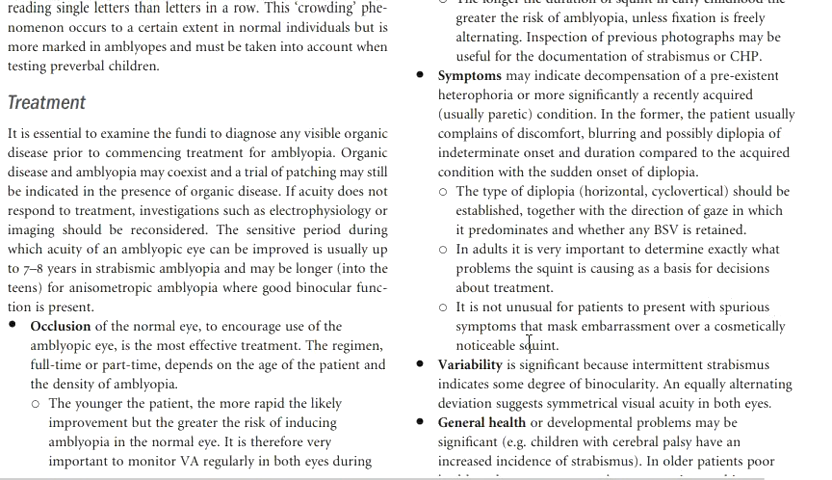 reading single letters than letters in a row. This ‘crowding’ phe-
nomenon occurs to a certain extent in normal individuals but is
more marked in amblyopes and must be taken into account when
testing preverbal children.
Treatment
It is essential to examine the fundi to diagnose any visible organic
disease prior to commencing treatment for amblyopia. Organic
disease and amblyopia may coexist and a trial of patching may still
be indicated in the presence of organic disease. If acuity does not
respond to treatment, investigations such as electrophysiology or
imaging should be reconsidered. The sensitive period during
which acuity of an amblyopic eye can be improved is usually up
to 7–8 years in strabismic amblyopia and may be longer (into the
teens) for anisometropic amblyopia where good binocular func-
tion is present.
● Occlusion of the normal eye, to encourage use of the
amblyopic eye, is the most effective treatment. The regimen,
full-time or part-time, depends on the age of the patient and
the density of amblyopia.
○ The younger the patient, the more rapid the likely
improvement but the greater the risk of inducing
amblyopia in the normal eye. It is therefore very
important to monitor VA regularly in both eyes during
○ The longer the duration of squint in early childhood the
greater the risk of amblyopia, unless fixation is freely
alternating. Inspection of previous photographs may be
useful for the documentation of strabismus or CHP.
● Symptoms may indicate decompensation of a pre-existent
heterophoria or more significantly a recently acquired
(usually paretic) condition. In the former, the patient usually
complains of discomfort, blurring and possibly diplopia of
indeterminate onset and duration compared to the acquired
condition with the sudden onset of diplopia.
○ The type of diplopia (horizontal, cyclovertical) should be
established, together with the direction of gaze in which
it predominates and whether any BSV is retained.
○ In adults it is very important to determine exactly what
problems the squint is causing as a basis for decisions
about treatment.
○ It is not unusual for patients to present with spurious
symptoms that mask embarrassment over a cosmetically
noticeable squint.
● Variability is significant because intermittent strabismus
indicates some degree of binocularity. An equally alternating
deviation suggests symmetrical visual acuity in both eyes.
● General health or developmental problems may be
significant (e.g. children with cerebral palsy have an
increased incidence of strabismus). In older patients poor